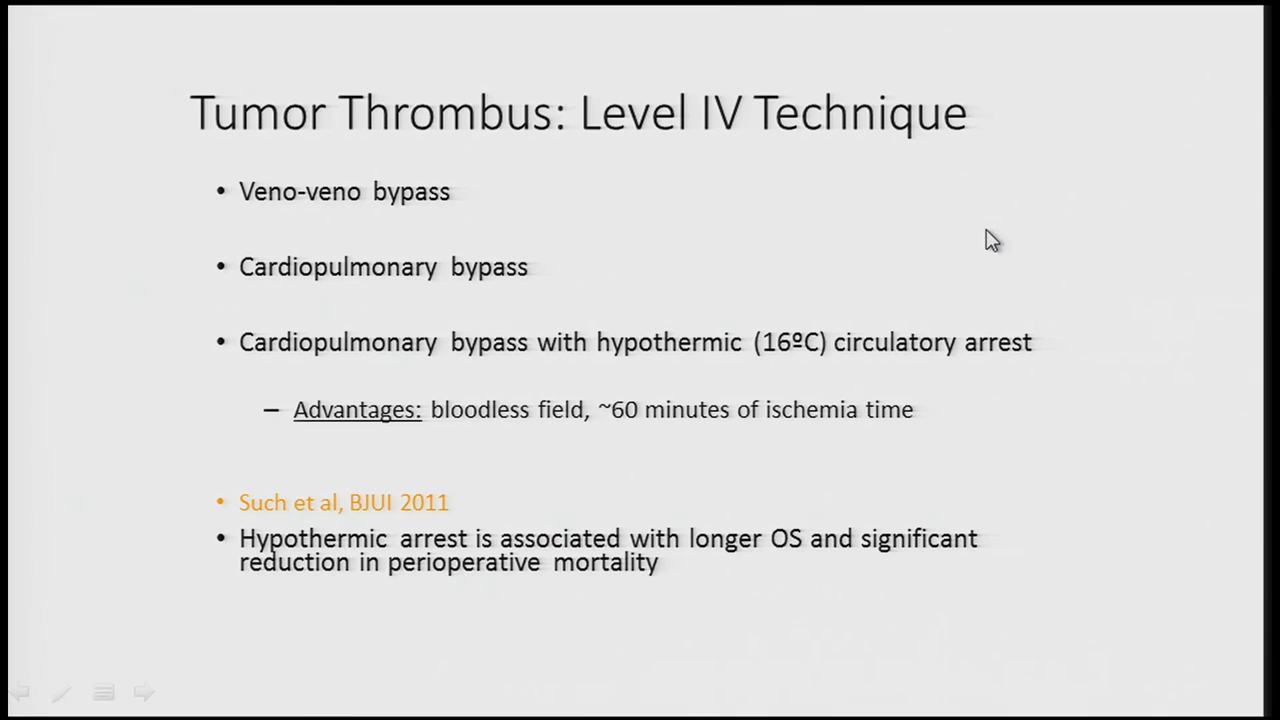 Tumor Thrombus: Level IV Technique
• Veno-veno bypass
• Cardiopulmonary bypass
• Cardiopulmonary bypass with hypothermic (16ºC) circulatory arrest
– Advantages: bloodless field, ~60 minutes of ischemia time
• Such et al, BJUI 2011
• Hypothermic arrest is associated with longer OS and significant
reduction in perioperative mortality